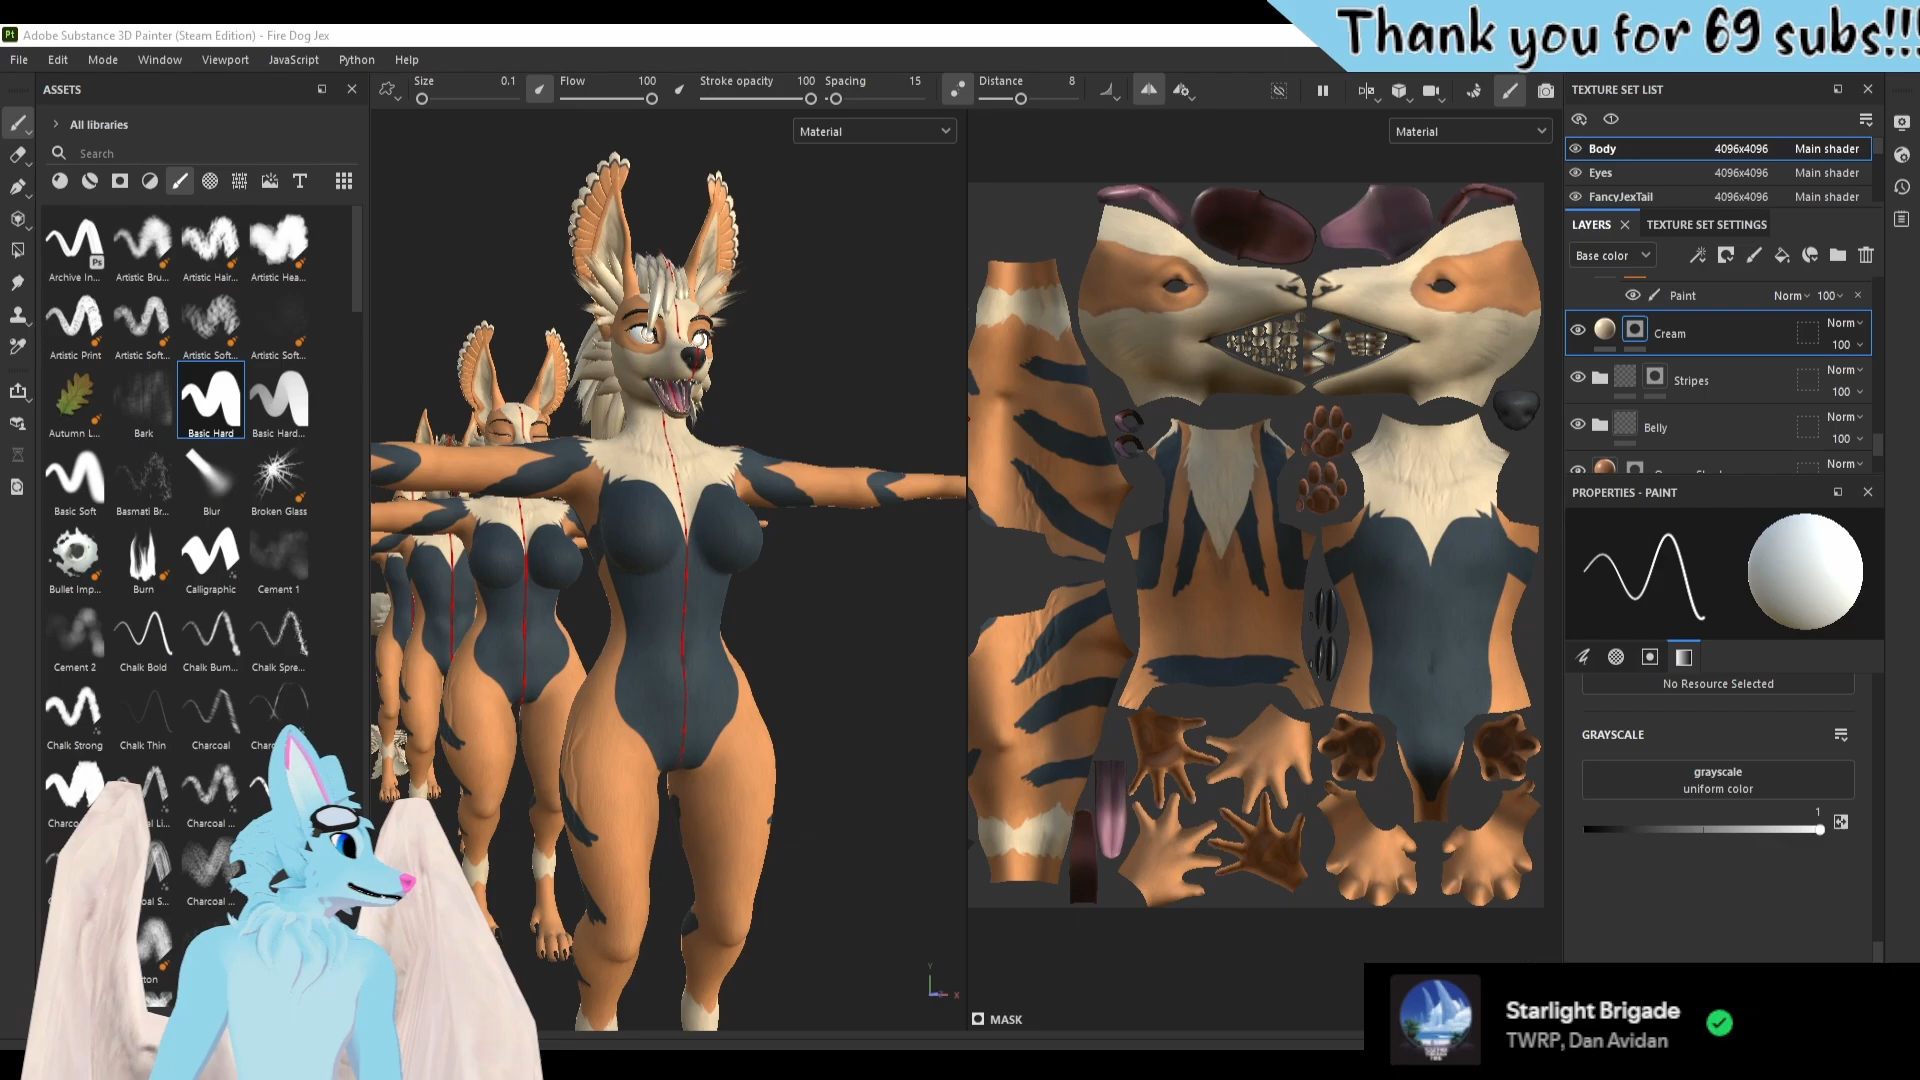 Thank you for 69 subs!!!
Adobe Substance 3D Painter (Steam Edition) - Fire Dog Jex
File Edit Mode Window Viewport JavaScript Python Help
ASSETS
Size 0.1 Flow 100 Stroke opacity 100 Spacing 15 Distance 8
TEXTURE SET LIST
All libraries
Search
Material
Material
Body 4096x4096 Main shader
Eyes 4096x4096 Main shader
FancyJexTail 4096x4096 Main shader
LAYERS TEXTURE SET SETTINGS
Base color
Paint Norm 100
Cream Norm
100
Stripes Norm
100
Belly Norm
100
Norm
PROPERTIES - PAINT
Archive In... Artistic Bru... Artistic Hair... Artistic Hea...
Artistic Print Artistic Soft... Artistic Soft... Artistic Soft...
Autumn L... Bark Basic Hard Basic Hard...
Basic Soft Basmati Br... Blur Broken Glass
Bullet Imp... Burn Calligraphic Cement 1
Cement 2 Chalk Bold Chalk Bum... Chalk Spre...
Chalk Strong Chalk Thin Charcoal
Charcoal ...
Charcoal ...
No Resource Selected
GRAYSCALE
grayscale
uniform color
1
Y
X
MASK
Starlight Brigade
TWRP, Dan Avidan